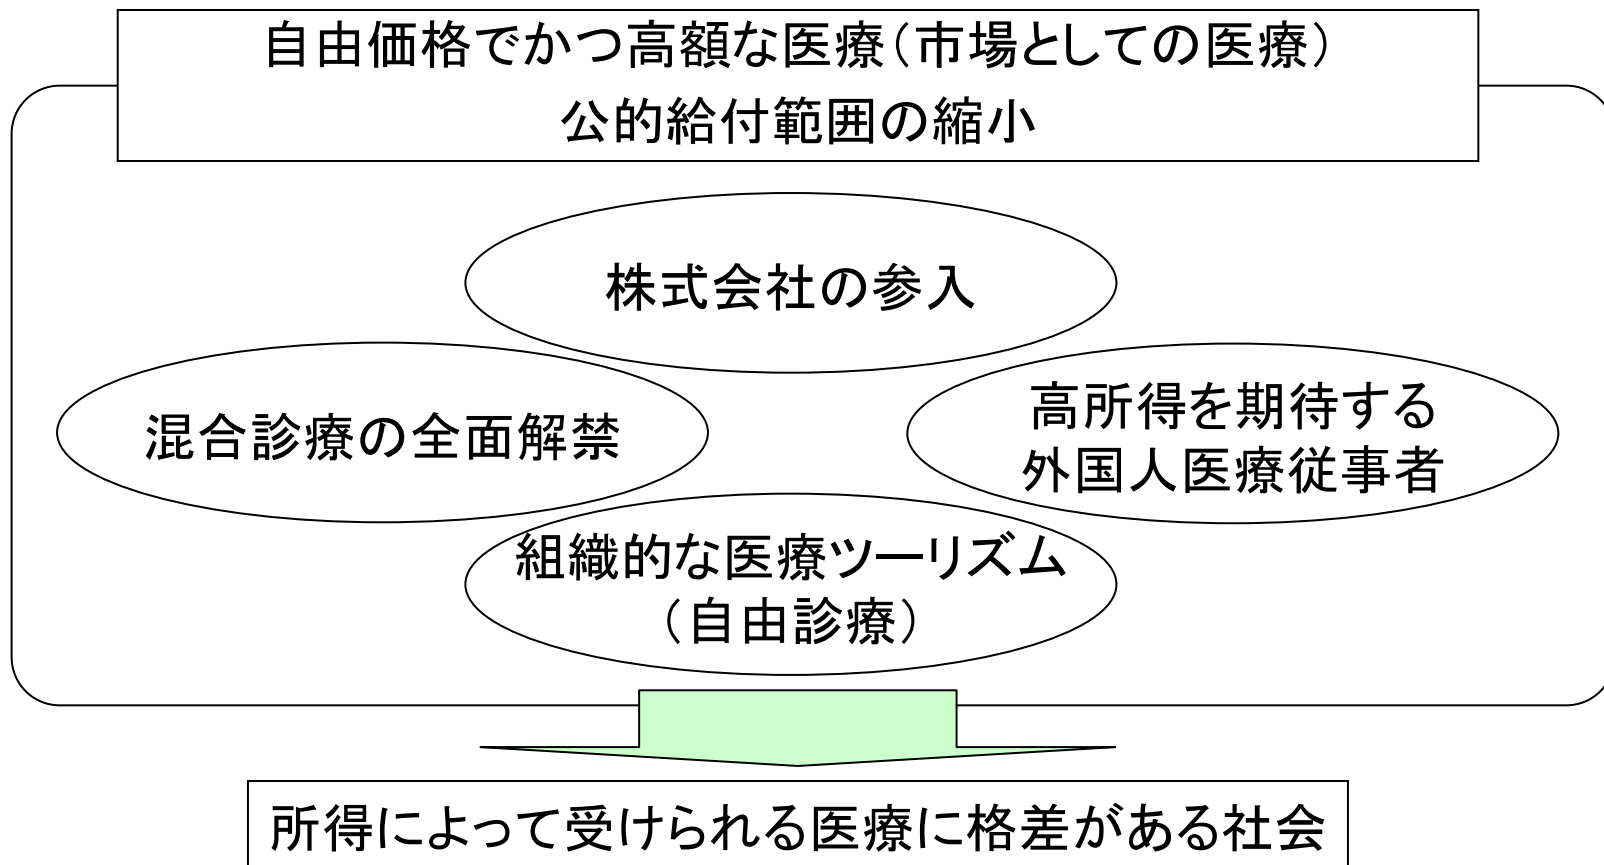 自由価格でかつ高額な医療（市場としての医療）
公的給付範囲の縮小
株式会社の参入
混合診療の全面解禁
高所得を期待する
外国人医療従事者
組織的な医療ツーリズム
（自由診療）
所得によって受けられる医療に格差がある社会